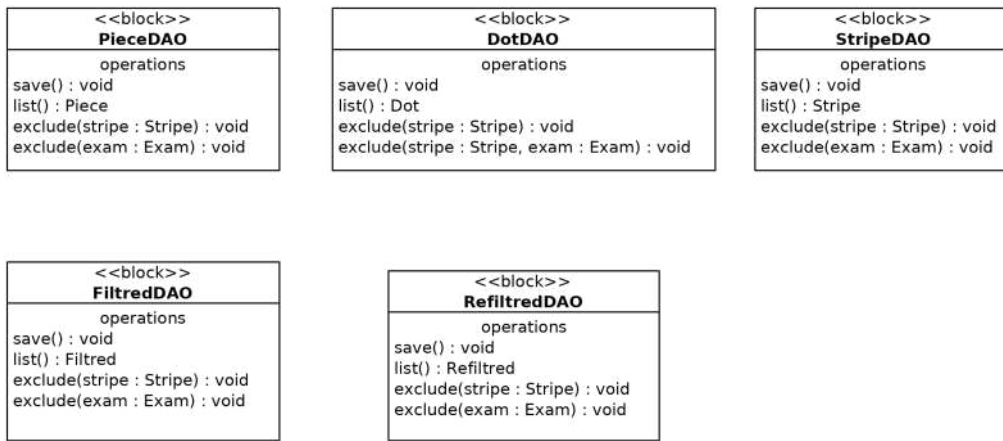 <<block>>
PieceDAO
operations
save() : void
list() : Piece
exclude(stripe : Stripe) : void
exclude(exam : Exam) : void
<<block>>
DotDAO
operations
save() : void
list() : Dot
exclude(stripe : Stripe) : void
exclude(stripe : Stripe, exam : Exam) : void
<<block>>
StripeDAO
operations
save() : void
list() : Stripe
exclude(stripe : Stripe) : void
exclude(exam : Exam) : void
<<block>>
FiltredDAO
operations
save() : void
list() : Filtred
exclude(stripe : Stripe) : void
exclude(exam : Exam) : void
<<block>>
RefiltredDAO
operations
save() : void
list() : Refiltred
exclude(stripe : Stripe) : void
exclude(exam : Exam) : void